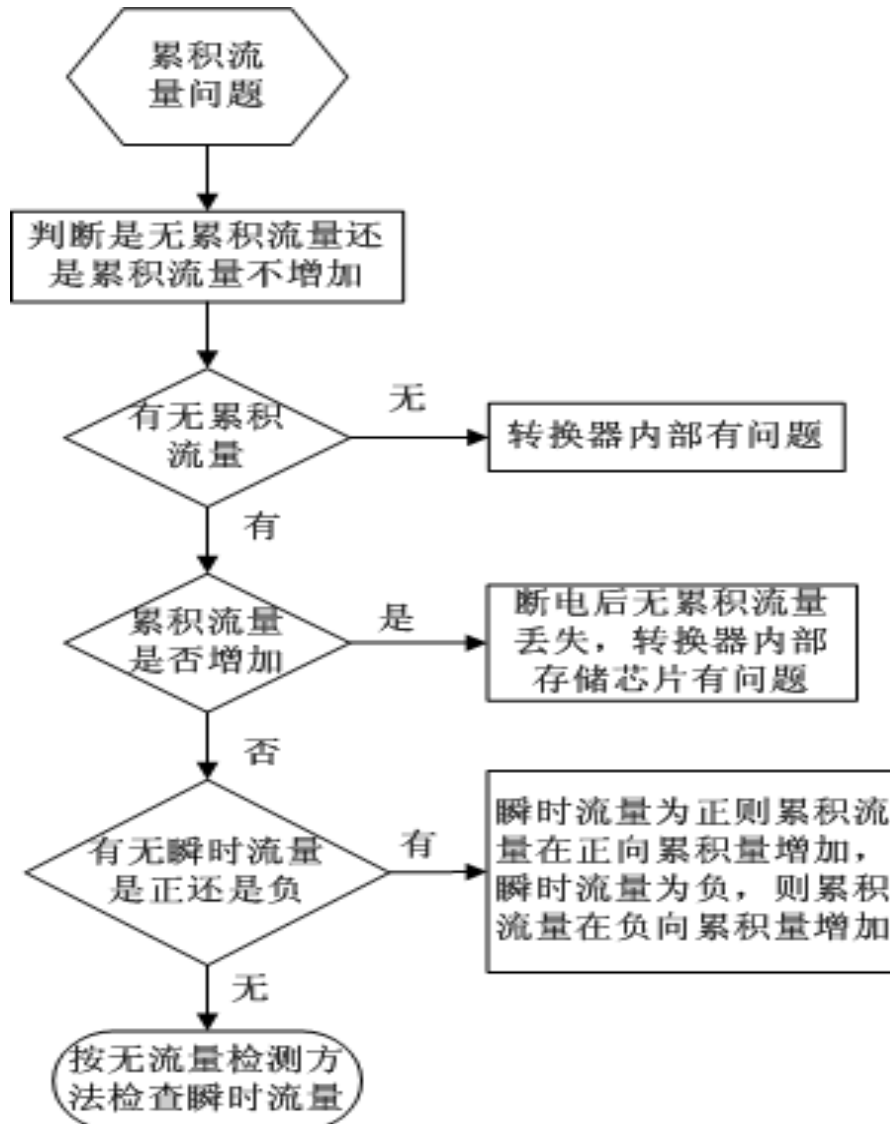 累积流
量问题
判断是无累积流量还
是累积流量不增加
有无累积
流量
无
转换器内部有问题
有
累积流量
是否增加
是
断电后无累积流量
丢失，转换器内部
存储芯片有问题
否
有无瞬时流量
是正还是负
有
瞬时流量为正则累积流
量在正向累积量增加，
瞬时流量为负，则累积
流量在负向累积量增加
无
按无流量检测方
法检查瞬时流量